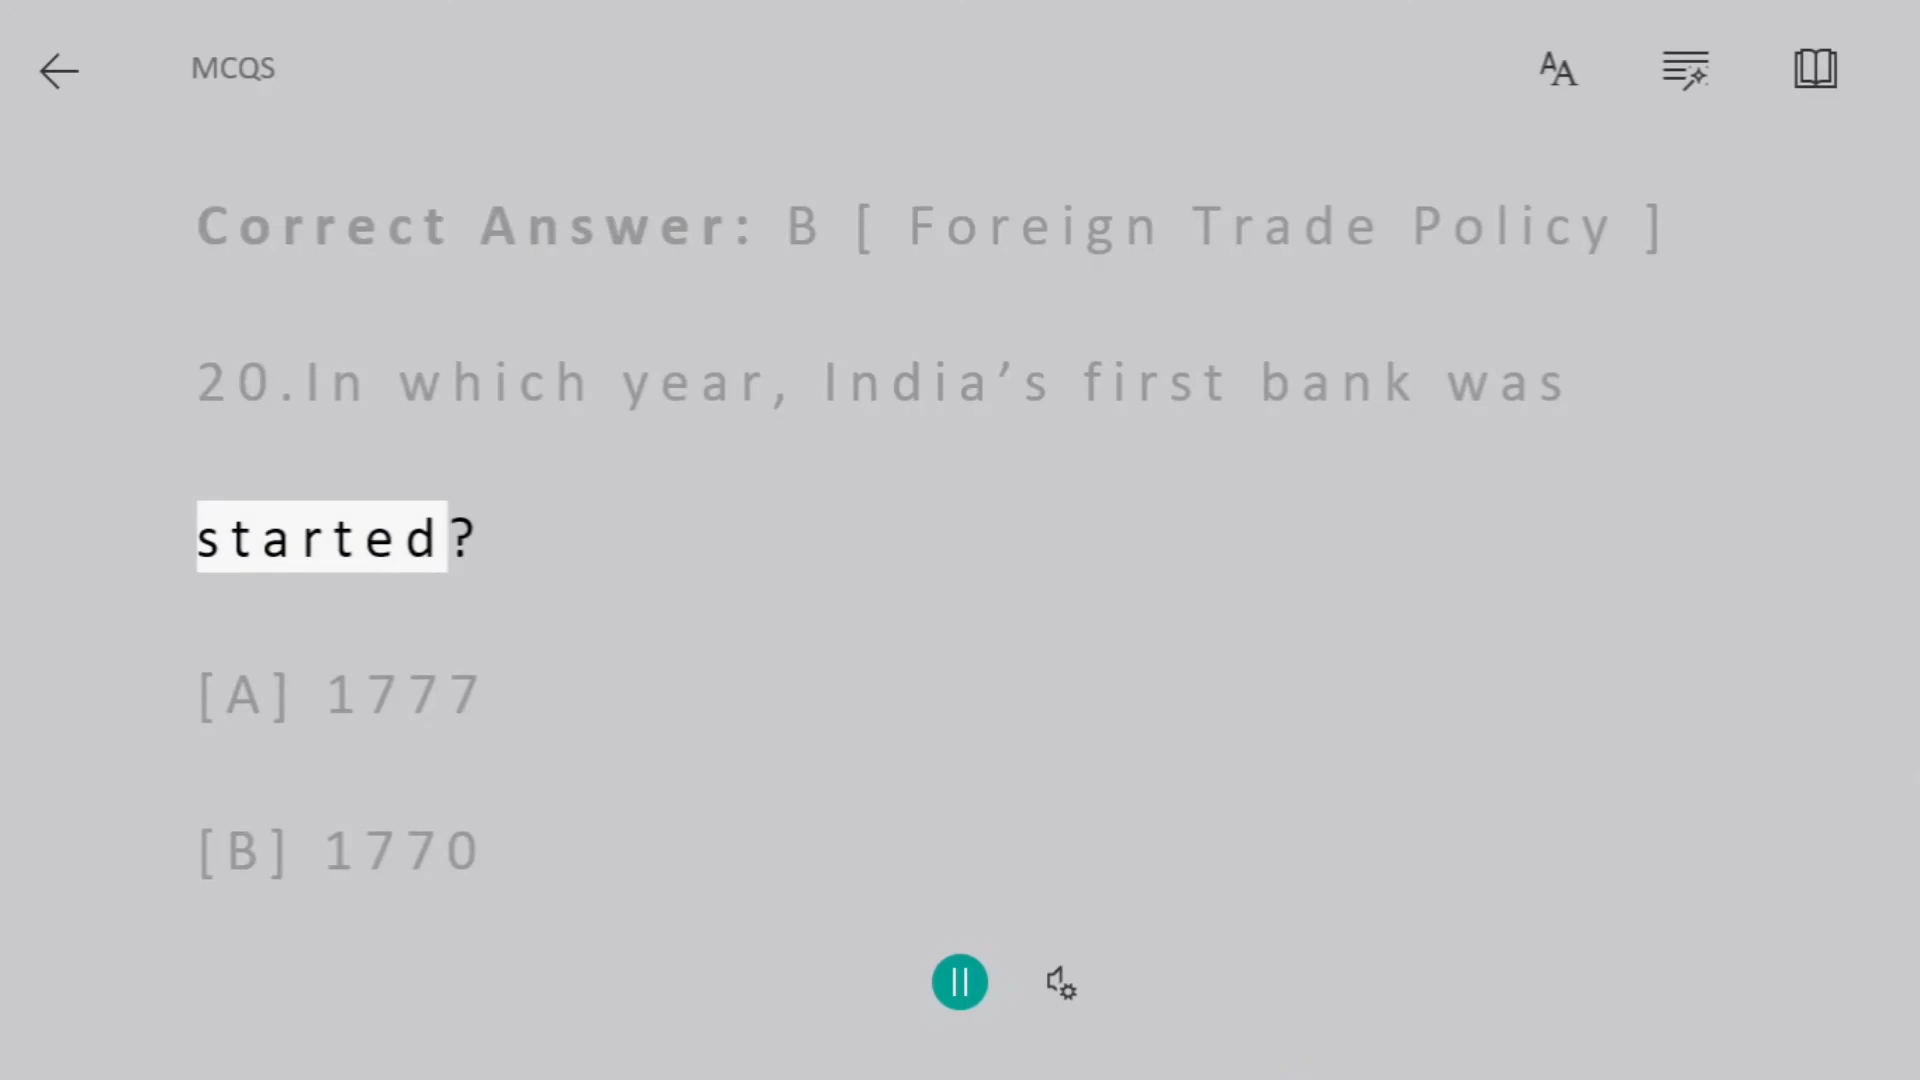 MCQS
Correct Answer: B [ Foreign Trade Policy ]
20.In which year, India’s first bank was
started?
[A] 1777
[B] 1770